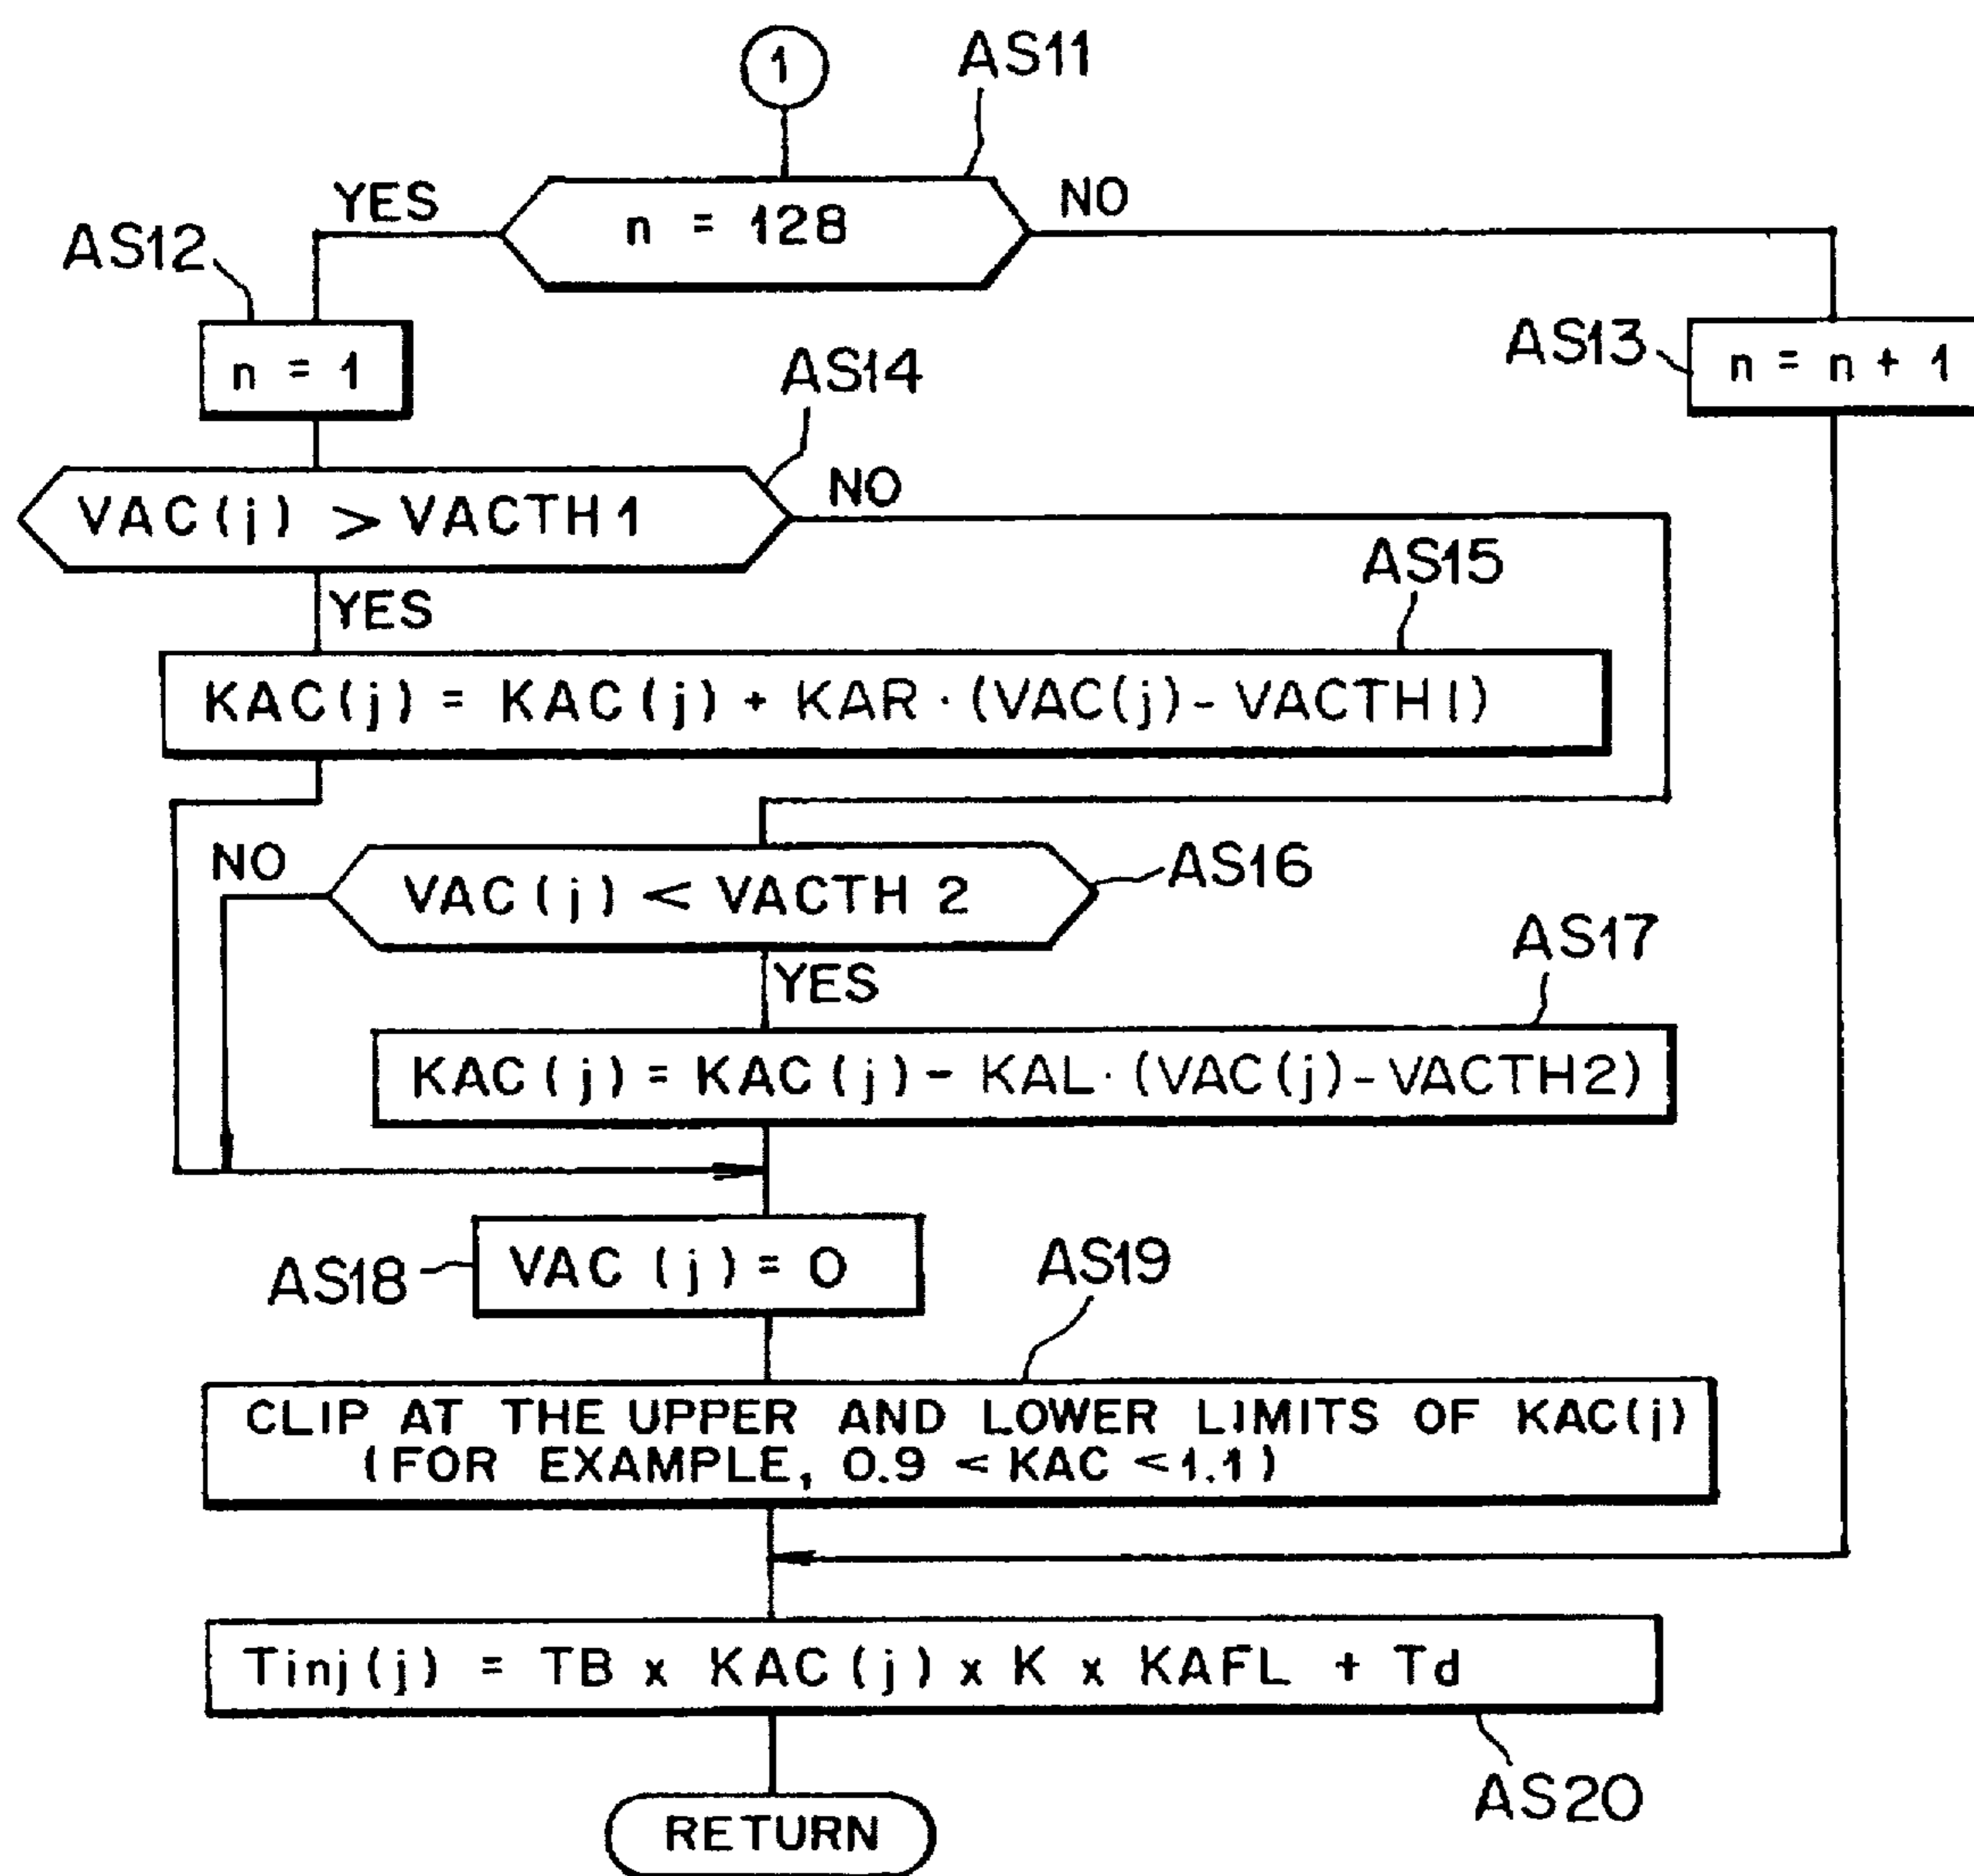 1
AS11
YES
n = 128
NO
AS12
n = 1
AS13
n = n + 1
AS14
VAC(j) > VACTH1
NO
YES
AS15
KAC(j) = KAC(j) + KAR·(VAC(j)-VACTH1)
NO
VAC(j) < VACTH2
AS16
YES
AS17
KAC(j) = KAC(j) - KAL·(VAC(j)-VACTH2)
AS18
VAC(j) = 0
AS19
CLIP AT THE UPPER AND LOWER LIMITS OF KAC(j)
(FOR EXAMPLE, 0.9 < KAC < 1.1)
Tinj(j) = TB x KAC(j) x K x KAFL + Td
AS20
RETURN